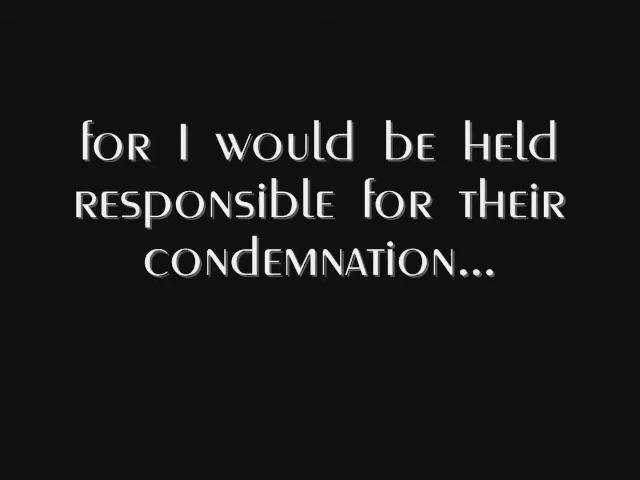 for I would be held
responsible for their
condemnation...